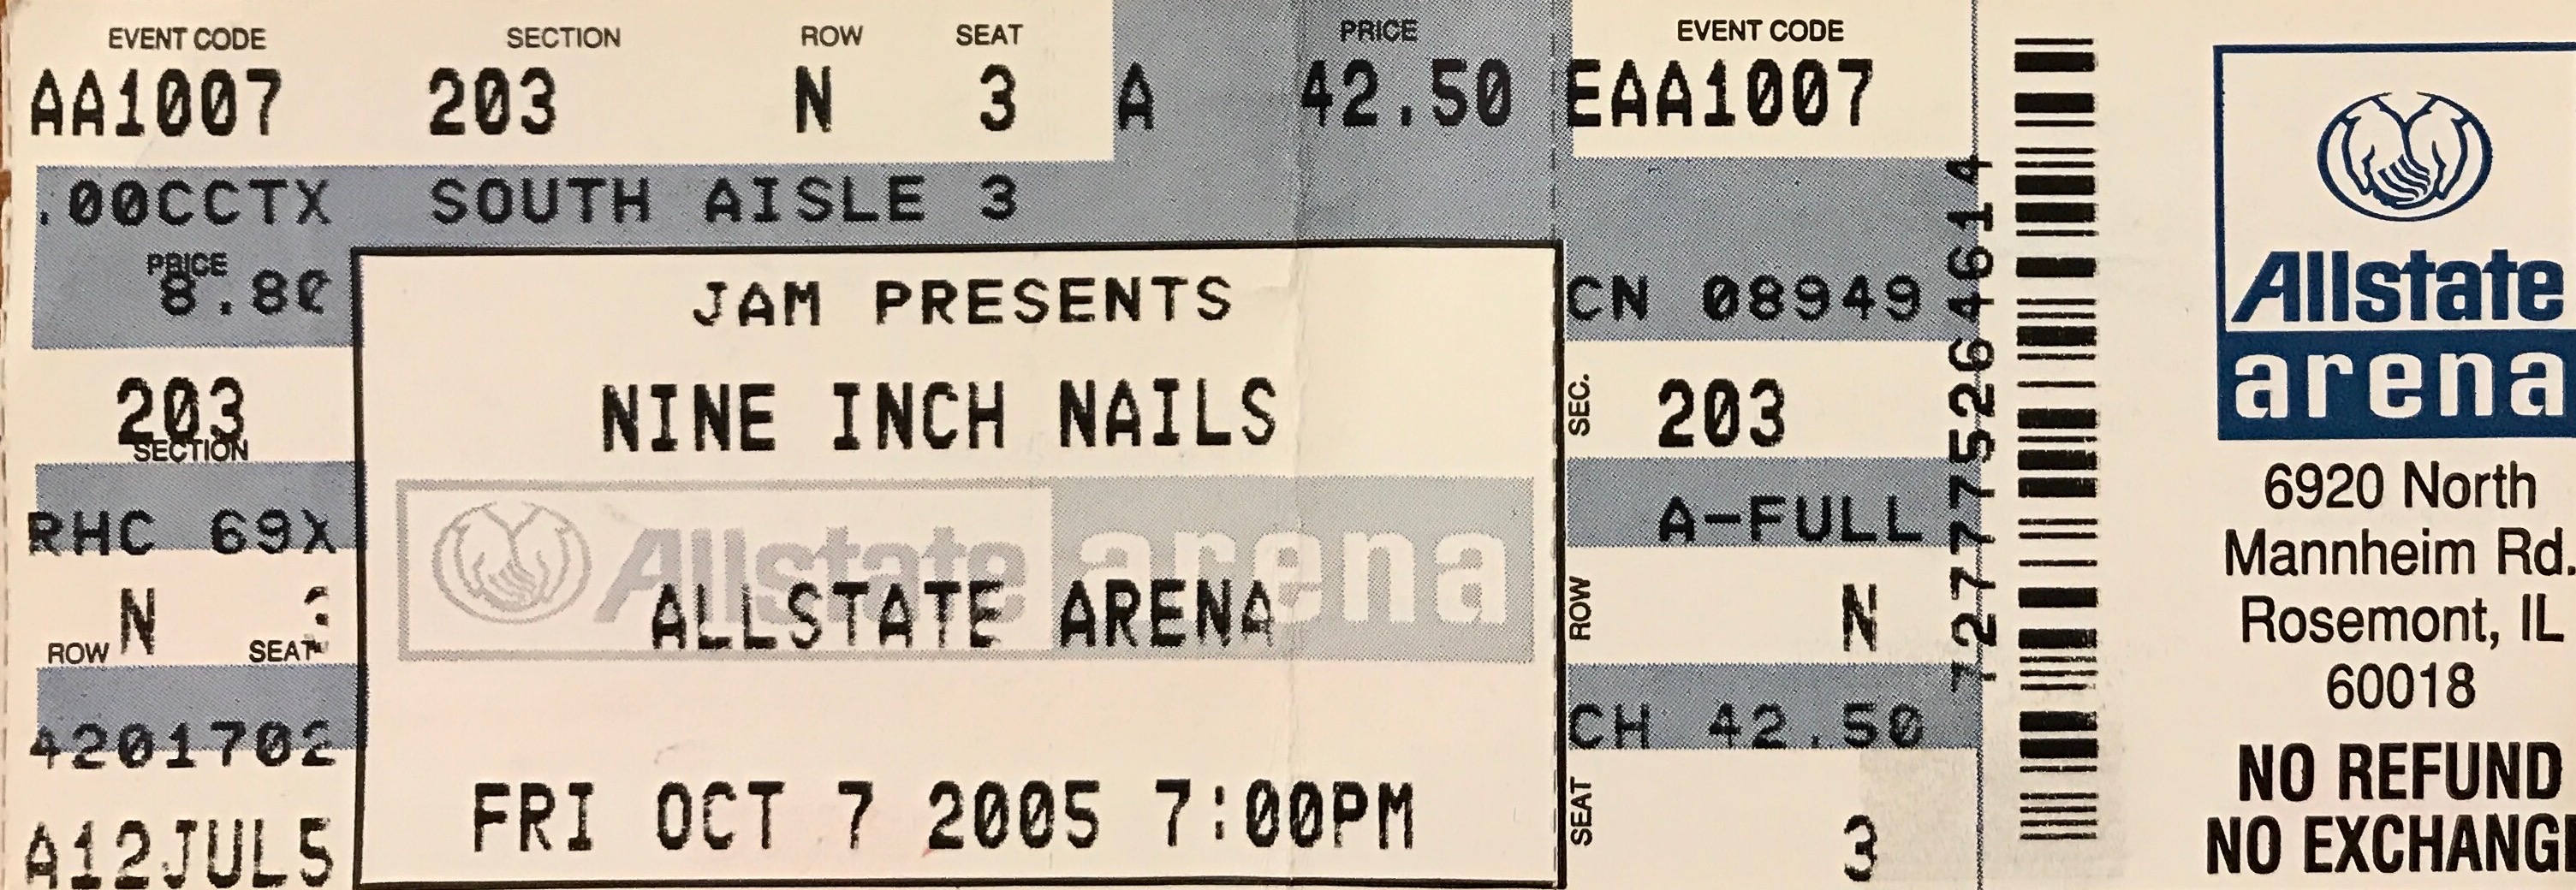 EVENT CODE SECTION ROW SEAT PRICE EVENT CODE
AA1007 203 N 3 A 42.50 EAA1007
.00CCTX SOUTH AISLE 3
PRICE
8.80
203
SECTION
RHC 69X
N 3
ROW SEAT
4201702
A12JUL5
JAM PRESENTS
NINE INCH NAILS
Allstate arena
ALLSTATE ARENA
FRI OCT 7 2005 7:00PM
CN 08949
SEC. 203
A-FULL
ROW N
CH 42.50
SEAT 3
727775264614
Allstate
arena
6920 North
Mannheim Rd.
Rosemont, IL
60018
NO REFUND
NO EXCHANGE